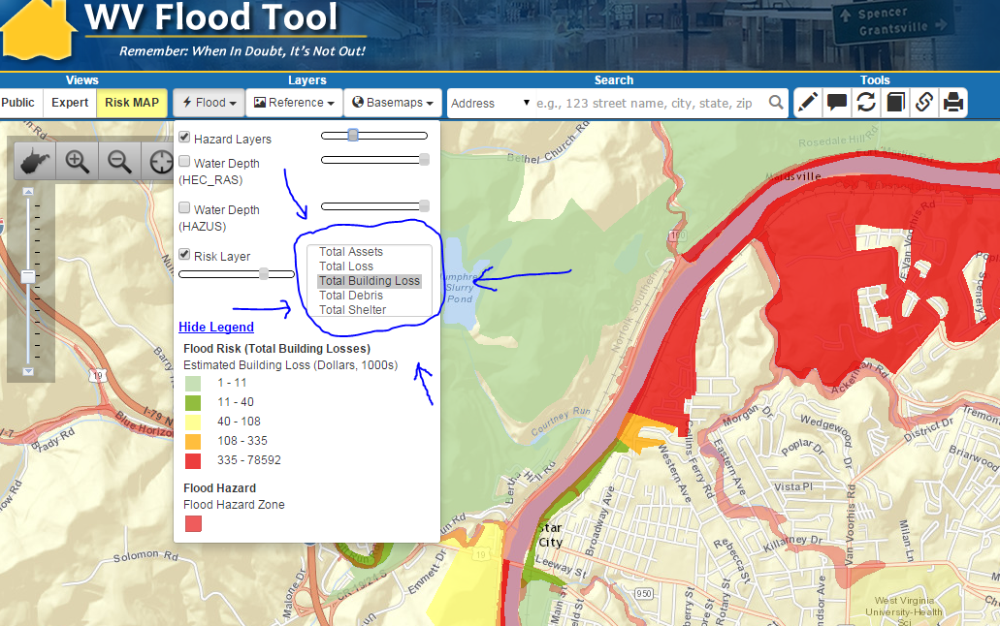 WV Flood Tool
Remember: When In Doubt, It's Not Out!
Spencer
Grantsville
Views
Layers
Search
Tools
Public
Expert
Risk MAP
Flood
Reference
Basemaps
Address
e.g., 123 street name, city, state, zip
Hazard Layers
Water Depth
(HEC_RAS)
Water Depth
(HAZUS)
Risk Layer
Total Assets
Total Loss
Total Building Loss
Total Debris
Total Shelter
Hide Legend
Flood Risk (Total Building Losses)
Estimated Building Loss (Dollars, 1000s)
1 - 11
11 - 40
40 - 108
108 - 335
335 - 78592
Flood Hazard
Flood Hazard Zone
Bethel Church Rd
Rosedale Hill Rd
100
Slurry
Pond
Norfolk Southern
E Van Voorhis Rd
Scenery
Ackerman Rd
19
I-79 N
Blue Horizon
I-7
Brady Rd
Courtney Run
Morgan Dr
Wedgewood Dr
Tremont
District Dr
Briarwood
Poplar Dr
Vista Pl
Collins Ferry Rd
Western Ave
Eastern Ave
Broadway Ave
Van Voorhis Rd
Milan Ln
Star
City
Leeway St
Killarney Dr
Rebecca St
Rotary St
Solomon Rd
Malone Dr
Emmett Dr
19
950
Main St
West Virginia
University-Health
Sci